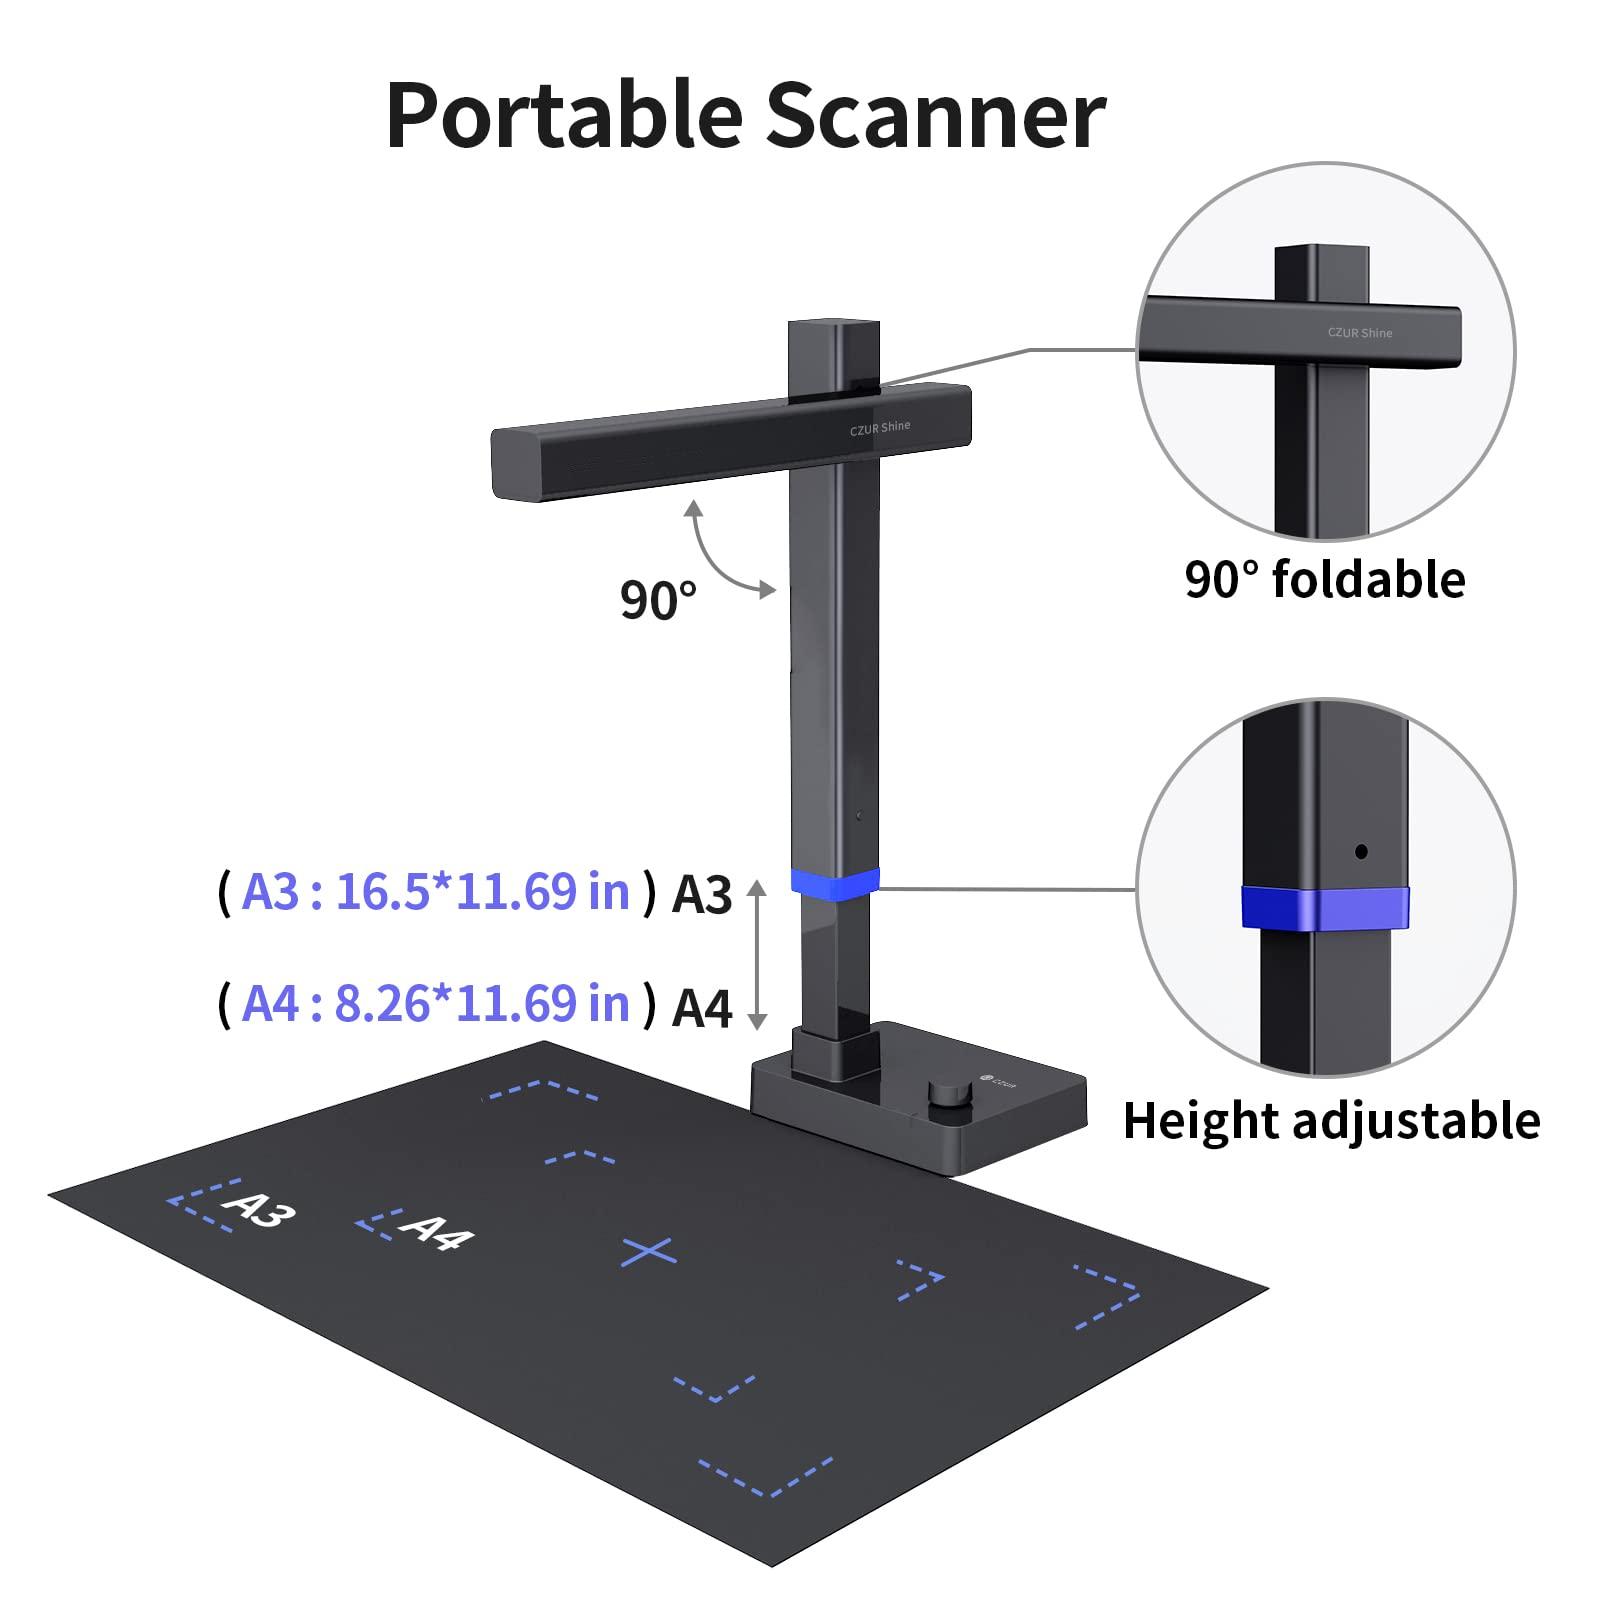 Portable Scanner
CZUR Shine
CZUR Shine
90°
90° foldable
( A3 : 16.5*11.69 in ) A3
( A4 : 8.26*11.69 in ) A4
CZUR
Height adjustable
A3
A4